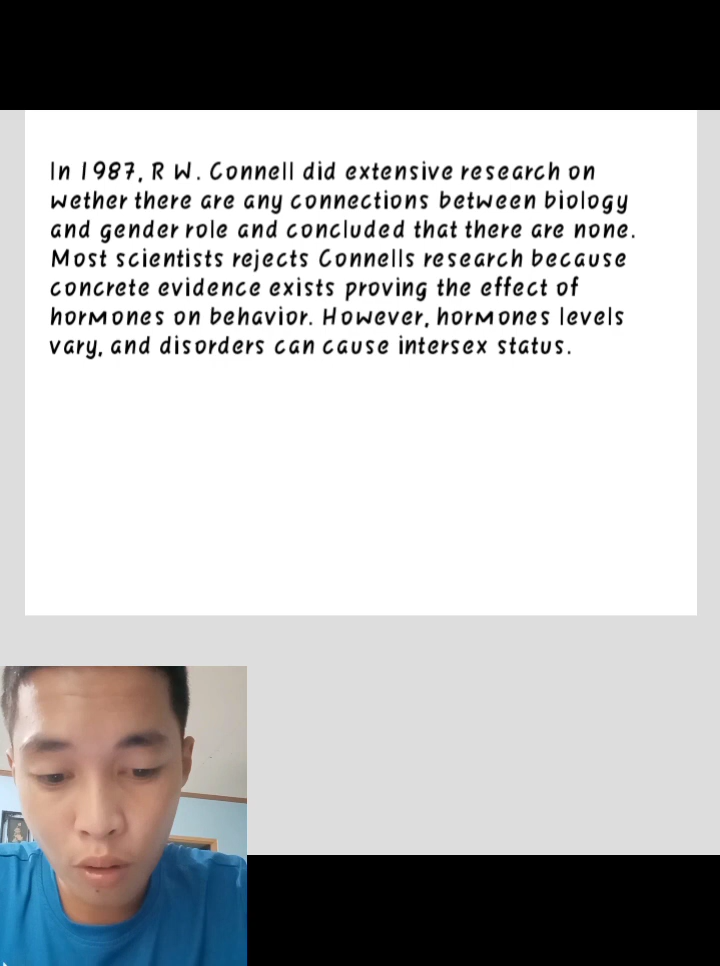 In 1987, R W. Connell did extensive research on
wether there are any connections between biology
and gender role and concluded that there are none.
Most scientists rejects Connells research because
concrete evidence exists proving the effect of
hormones on behavior. However, hormones levels
vary, and disorders can cause intersex status.